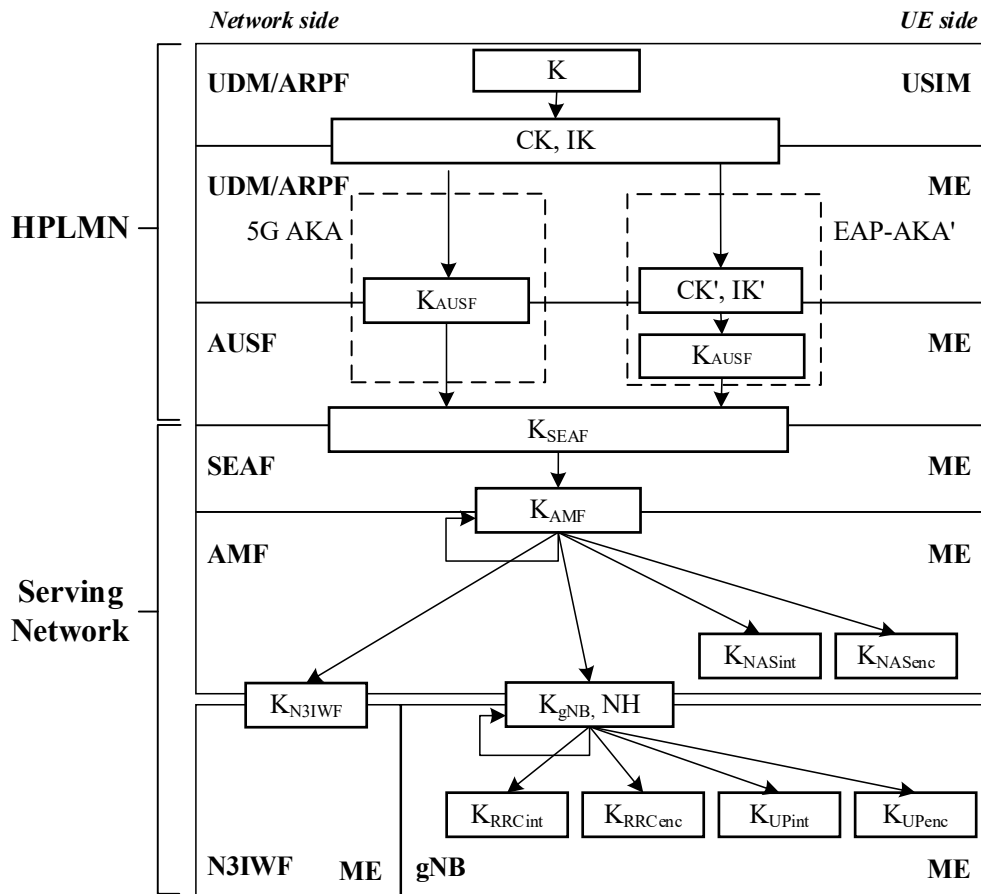 Network side
UE side
UDM/ARPF
K
USIM
CK, IK
UDM/ARPF
ME
HPLMN
5G AKA
EAP-AKA'
KAUSF
CK', IK'
AUSF
KAUSF
ME
KSEAF
SEAF
ME
KAMF
AMF
ME
Serving
Network
KNASint
KNASenc
KN3IWF
KgNB, NH
KRRCint
KRRCenc
KUPint
KUPenc
N3IWF
ME
gNB
ME